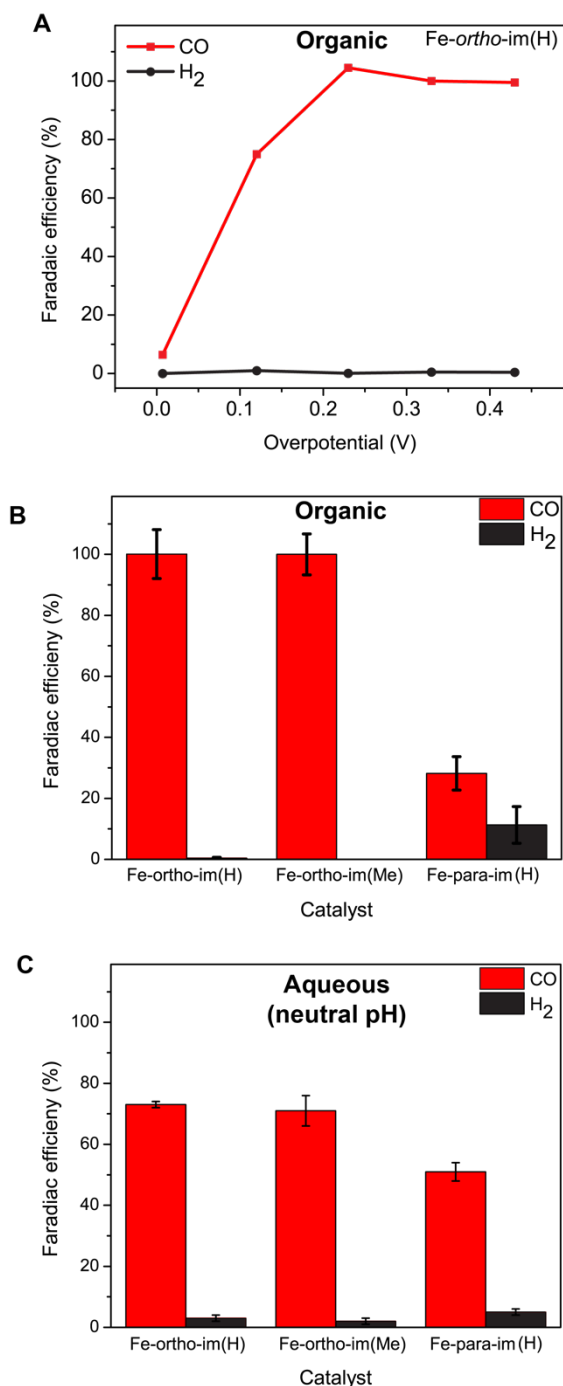 A
CO
H2
Organic
Fe-ortho-im(H)
Faradaic efficiency (%)
100
80
60
40
20
0
0.0 0.1 0.2 0.3 0.4
Overpotential (V)
B
Organic
CO
H2
Faradiac efficieny (%)
100
80
60
40
20
0
Fe-ortho-im(H) Fe-ortho-im(Me) Fe-para-im (H)
Catalyst
C
Aqueous
(neutral pH)
CO
H2
Faradiac efficieny (%)
100
80
60
40
20
0
Fe-ortho-im(H) Fe-ortho-im(Me) Fe-para-im (H)
Catalyst